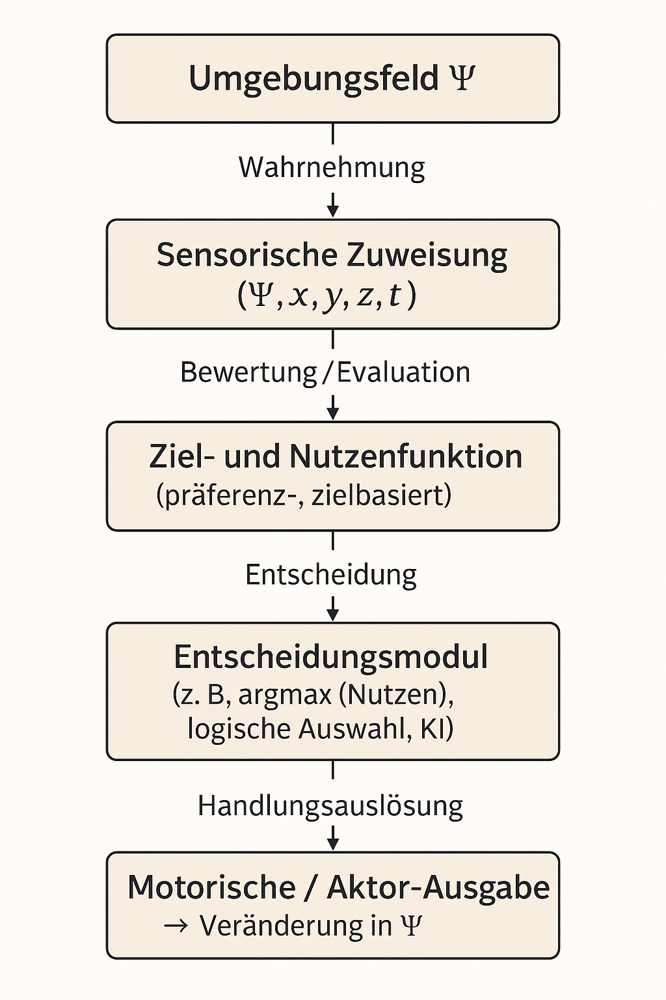 Umgebungsfeld Ψ
Wahrnehmung
Sensorische Zuweisung
(Ψ, x, y, z, t)
Bewertung/Evaluation
Ziel- und Nutzenfunktion
(präferenz-, zielbasiert)
Entscheidung
Entscheidungsmodul
(z. B, argmax (Nutzen),
logische Auswahl, KI)
Handlungsauslösung
Motorische / Aktor-Ausgabe
→ Veränderung in Ψ